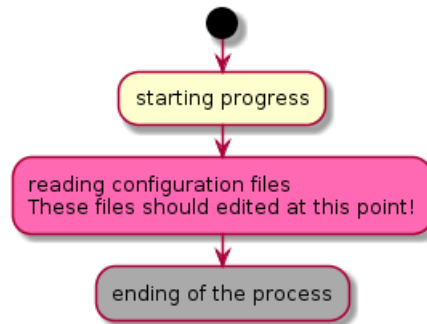 starting progress
reading configuration files
These files should edited at this point!
ending of the process